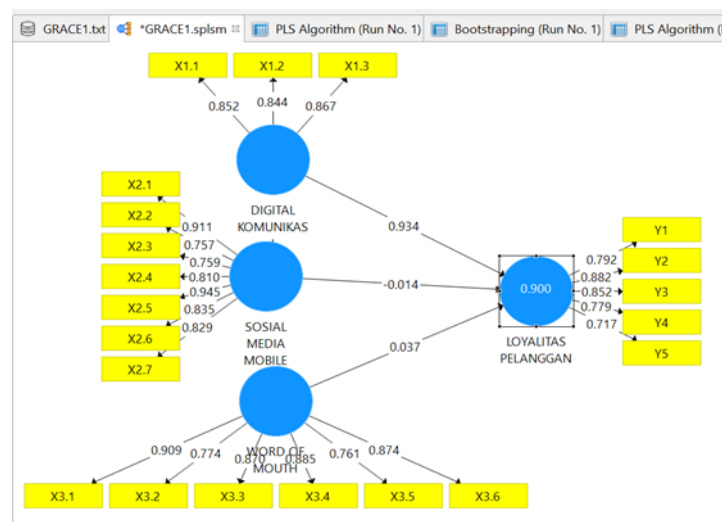 GRACE1.txt
*GRACE1.splsm
PLS Algorithm (Run No. 1)
Bootstrapping (Run No. 1)
PLS Algorithm (
X1.1
X1.2
X1.3
0.852
0.844
0.867
DIGITAL
KOMUNIKAS
X2.1
X2.2
X2.3
X2.4
X2.5
X2.6
X2.7
0.911
0.757
0.759
0.810
0.945
0.835
0.829
SOSIAL
MEDIA
MOBILE
0.934
-0.014
0.037
0.900
LOYALITAS
PELANGGAN
0.792
0.882
0.852
0.779
0.717
Y1
Y2
Y3
Y4
Y5
WORD OF
MOUTH
0.909
0.774
0.870
0.885
0.761
0.874
X3.1
X3.2
X3.3
X3.4
X3.5
X3.6